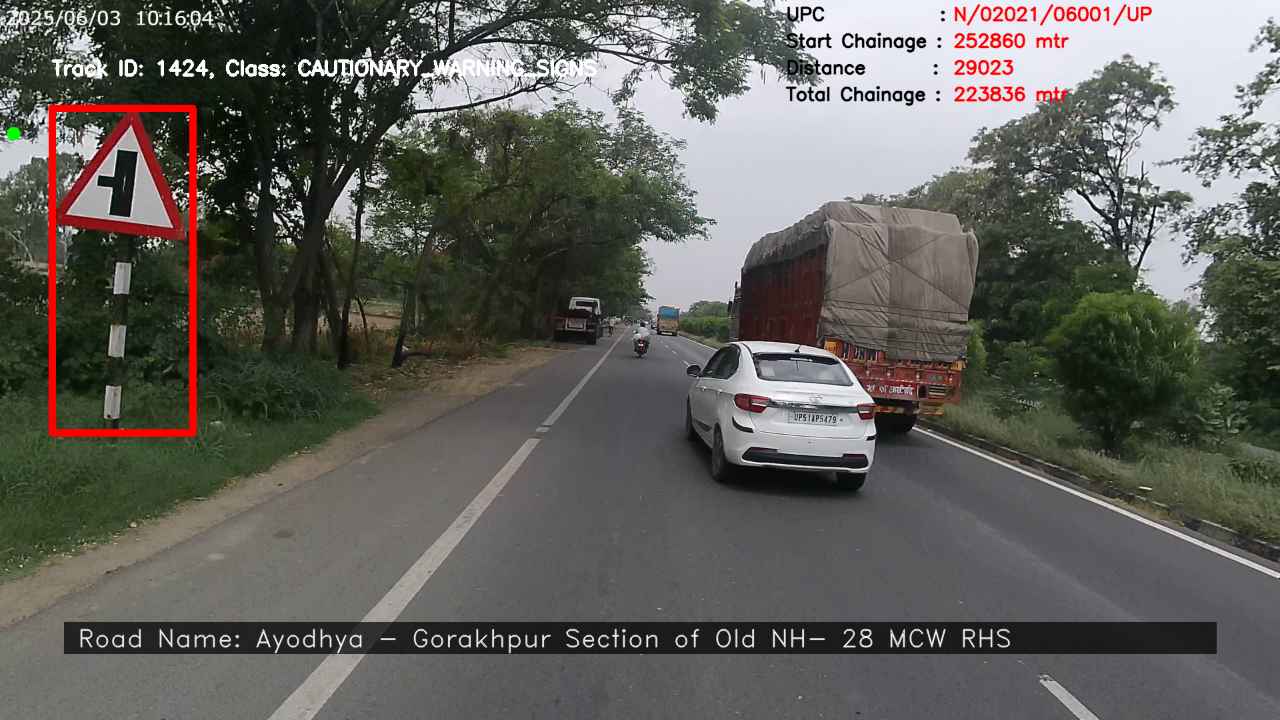 2025/06/03 10:16:04
UPC : N/02021/06001/UP
Start Chainage : 252860 mtr
Distance : 29023
Total Chainage : 223836 mtr
Track ID: 1424, Class: CAUTIONARY_WARNING_SIGNS
UP51AP5479
Road Name: Ayodhya - Gorakhpur Section of Old NH- 28 MCW RHS